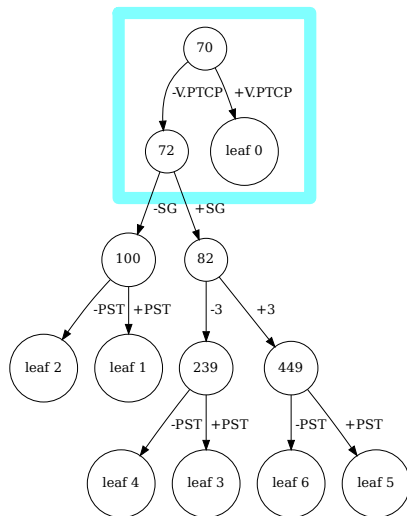 70
-V.PTCP +V.PTCP
72 leaf 0
-SG +SG
100 82
-PST +PST -3 +3
leaf 2 leaf 1 239 449
-PST +PST -PST +PST
leaf 4 leaf 3 leaf 6 leaf 5